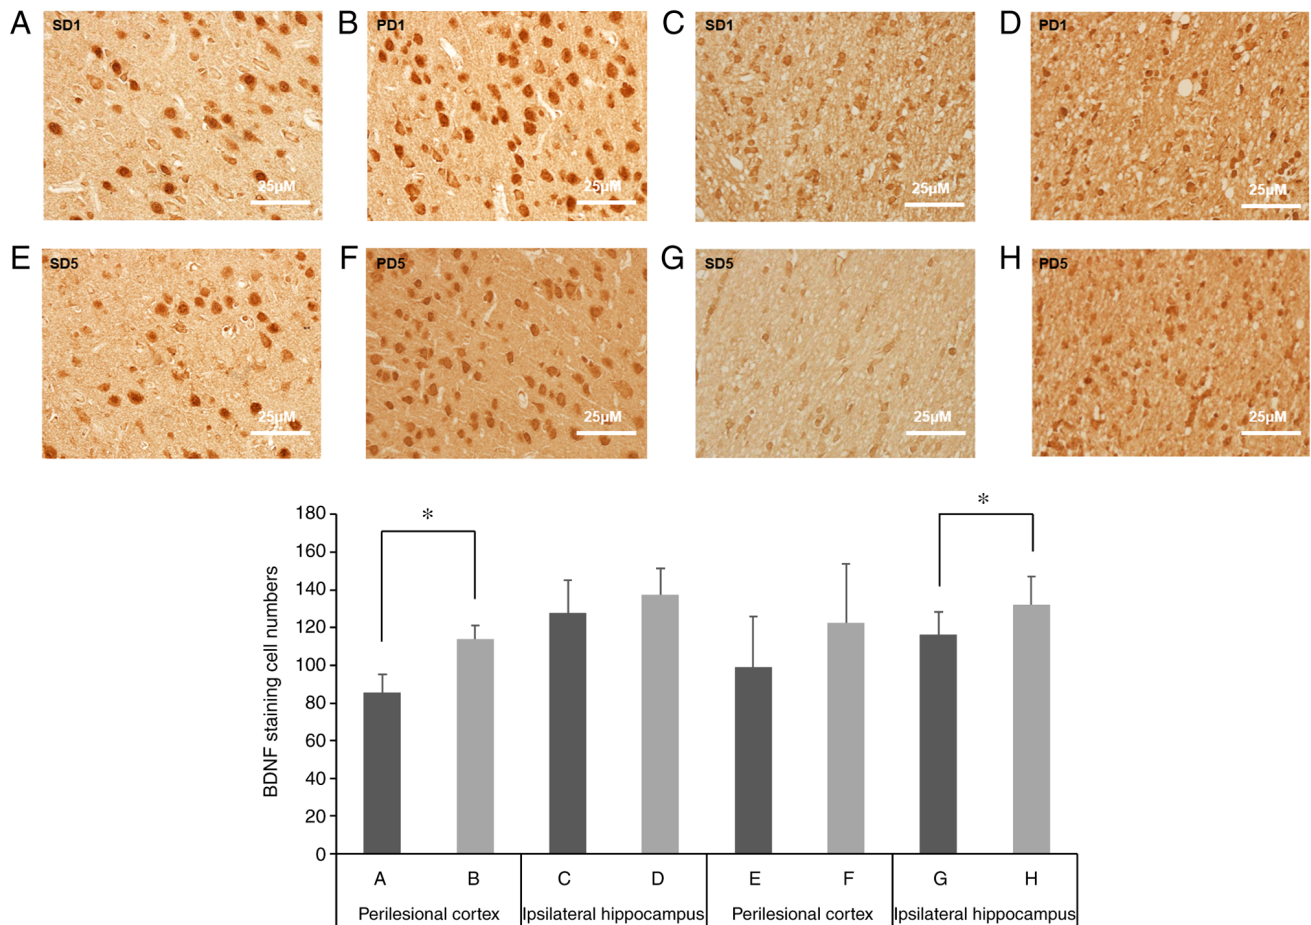 A SD1 B PD1 C SD1 D PD1
25µM 25µM 25µM 25µM
E SD5 F PD5 G SD5 H PD5
25µM 25µM 25µM 25µM
180
160
140
120
100
80
60
40
20
0
BDNF staining cell numbers
* *
A B C D E F G H
Perilesional cortex Ipsilateral hippocampus Perilesional cortex Ipsilateral hippocampus